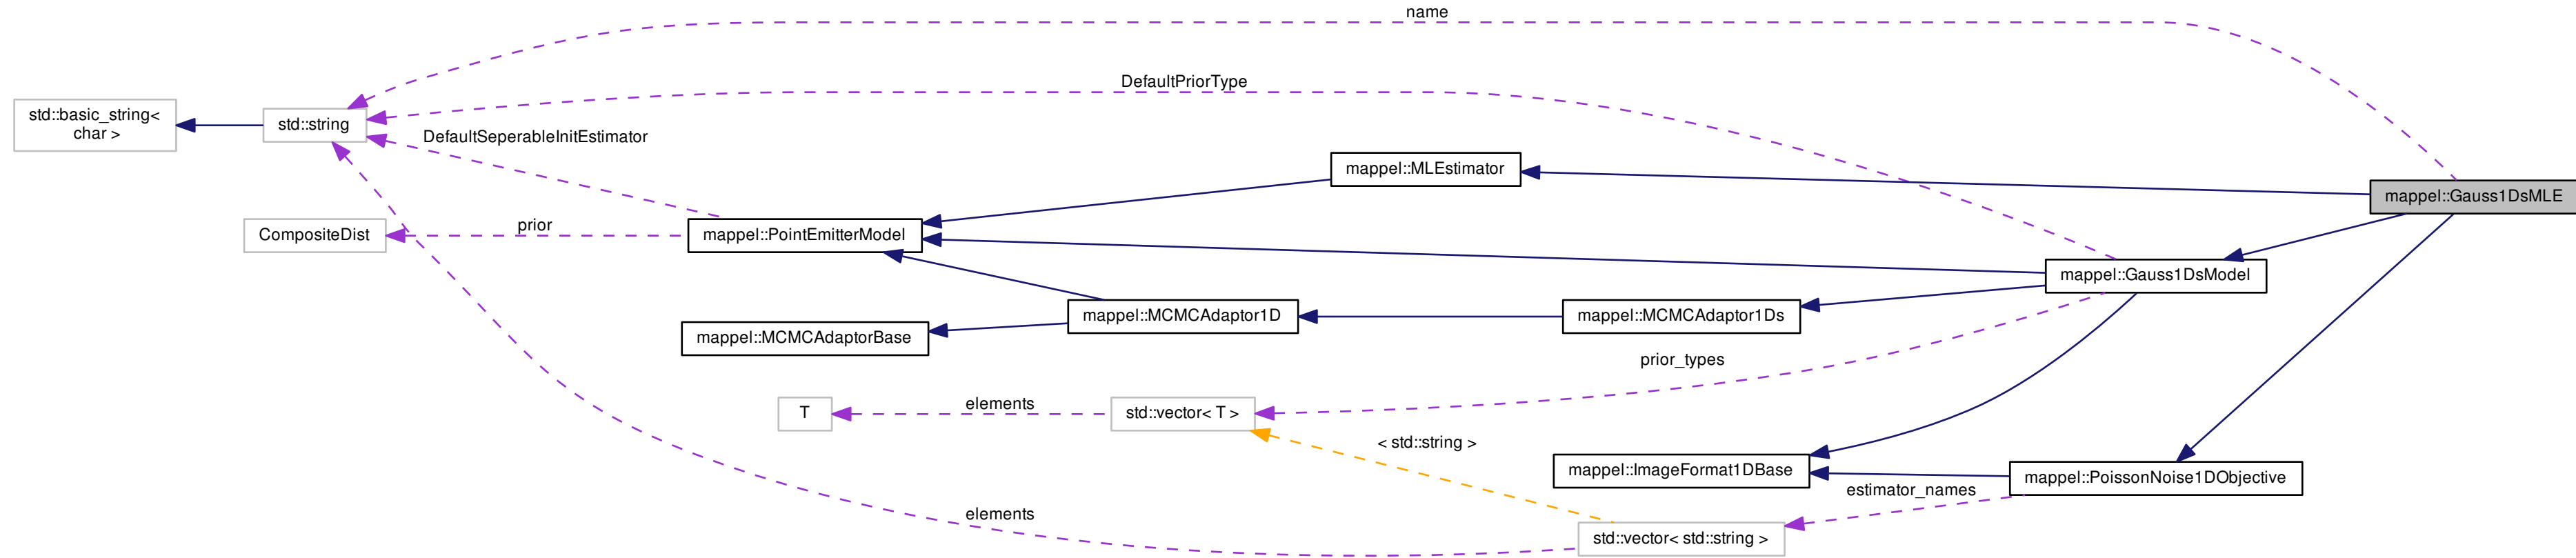 name
DefaultPriorType
std::basic_string<
char >
std::string
DefaultSeperableInitEstimator
mappel::MLEstimator
mappel::Gauss1DsMLE
CompositeDist
prior
mappel::PointEmitterModel
mappel::Gauss1DsModel
mappel::MCMCAdaptorBase
mappel::MCMCAdaptor1D
mappel::MCMCAdaptor1Ds
prior_types
T
elements
std::vector< T >
< std::string >
mappel::ImageFormat1DBase
mappel::PoissonNoise1DObjective
estimator_names
elements
std::vector< std::string >